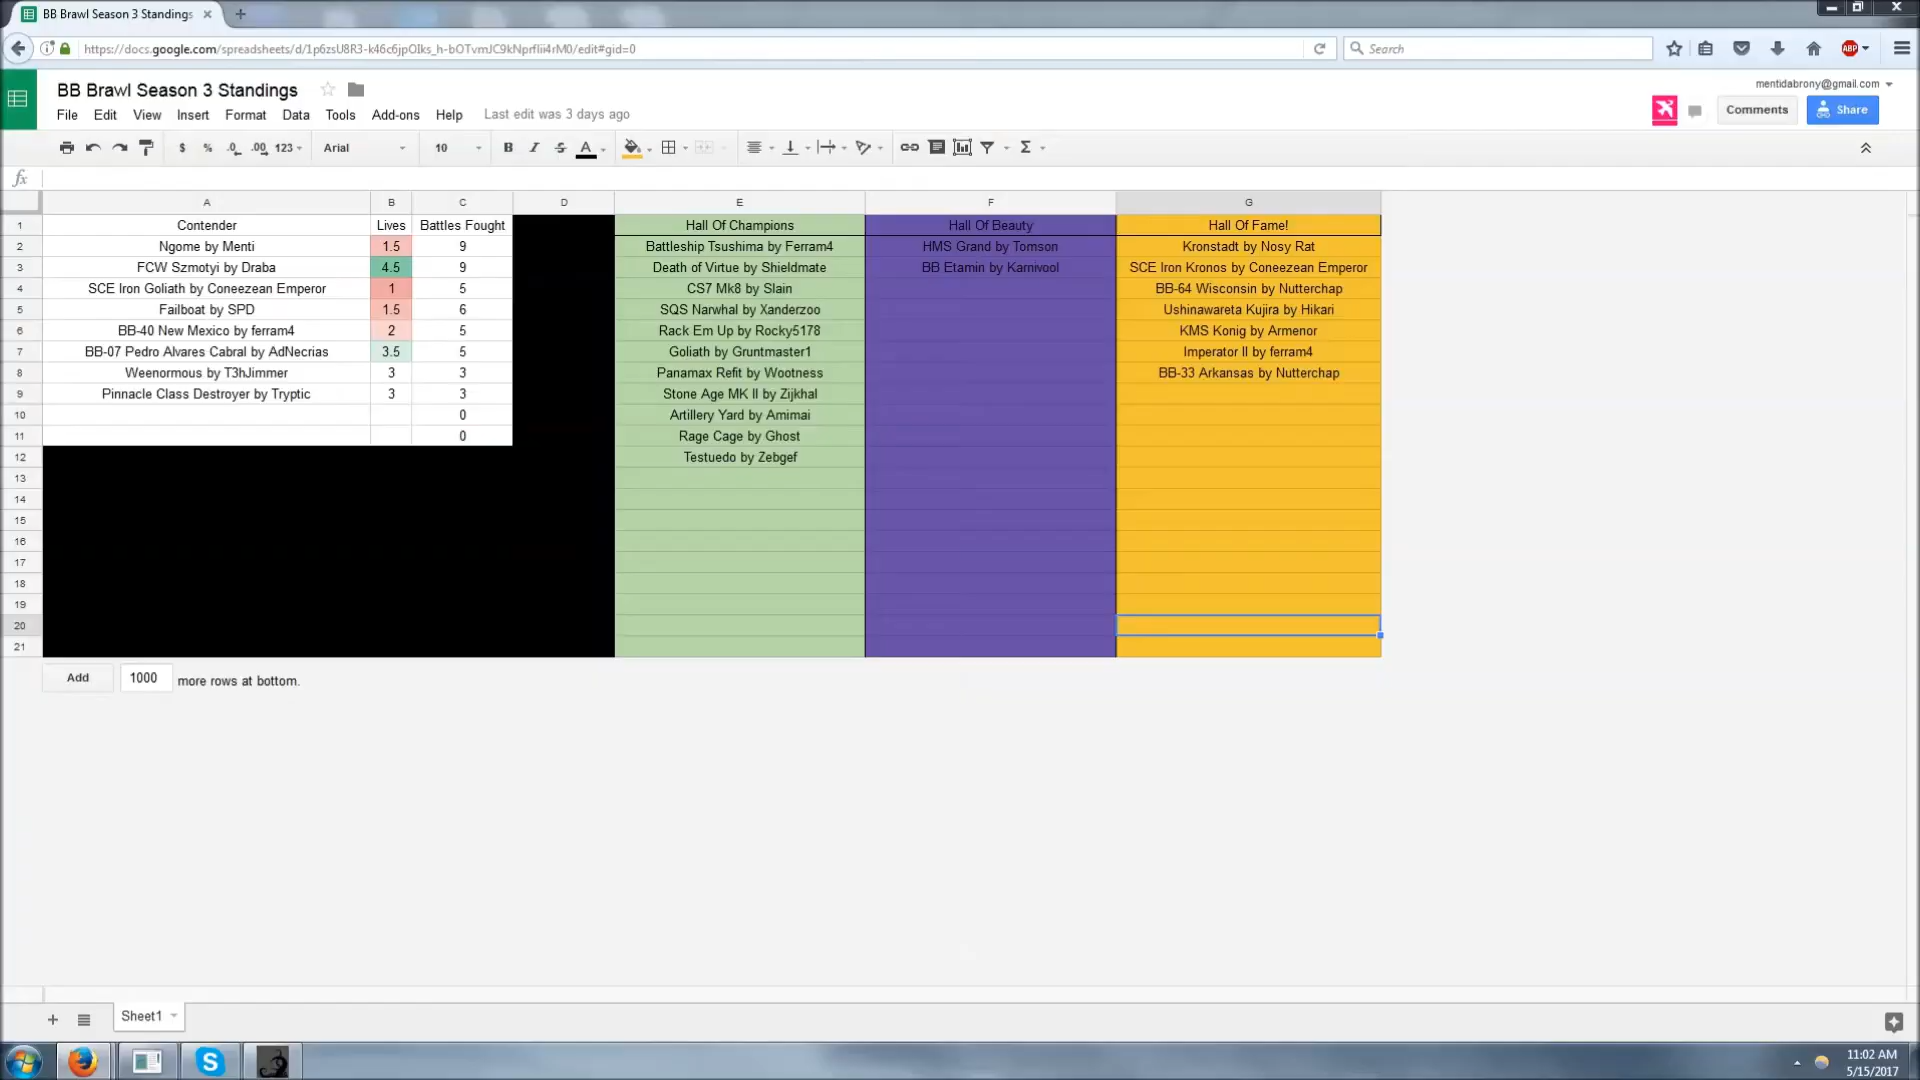 BB Brawl Season 3 Standings
https://docs.google.com/spreadsheets/d/1p6zsU8R3-k46c6jpOIks_h-bOTvmJC9kNprflii4rM0/edit#gid=0
Search
ABP
BB Brawl Season 3 Standings
mentidabrony@gmail.com
File Edit View Insert Format Data Tools Add-ons Help Last edit was 3 days ago
Comments Share
$ % .0 .00 123 Arial 10 B I S A Σ
fx
A B C D E F G
1 Contender Lives Battles Fought Hall Of Champions Hall Of Beauty Hall Of Fame!
2 Ngome by Menti 1.5 9 Battleship Tsushima by Ferram4 HMS Grand by Tomson Kronstadt by Nosy Rat
3 FCW Szmotyi by Draba 4.5 9 Death of Virtue by Shieldmate BB Etamin by Karnivool SCE Iron Kronos by Coneezean Emperor
4 SCE Iron Goliath by Coneezean Emperor 1 5 CS7 Mk8 by Slain BB-64 Wisconsin by Nutterchap
5 Failboat by SPD 1.5 6 SQS Narwhal by Xanderzoo Ushinawareta Kujira by Hikari
6 BB-40 New Mexico by ferram4 2 5 Rack Em Up by Rocky5178 KMS Konig by Armenor
7 BB-07 Pedro Alvares Cabral by AdNecrias 3.5 5 Goliath by Gruntmaster1 Imperator II by ferram4
8 Weenormous by T3hJimmer 3 3 Panamax Refit by Wootness BB-33 Arkansas by Nutterchap
9 Pinnacle Class Destroyer by Tryptic 3 3 Stone Age MK II by Zijkhal
10 0 Artillery Yard by Amimai
11 0 Rage Cage by Ghost
12 Testuedo by Zebgef
13
14
15
16
17
18
19
20
21
Add 1000 more rows at bottom.
Sheet1
11:02 AM
5/15/2017